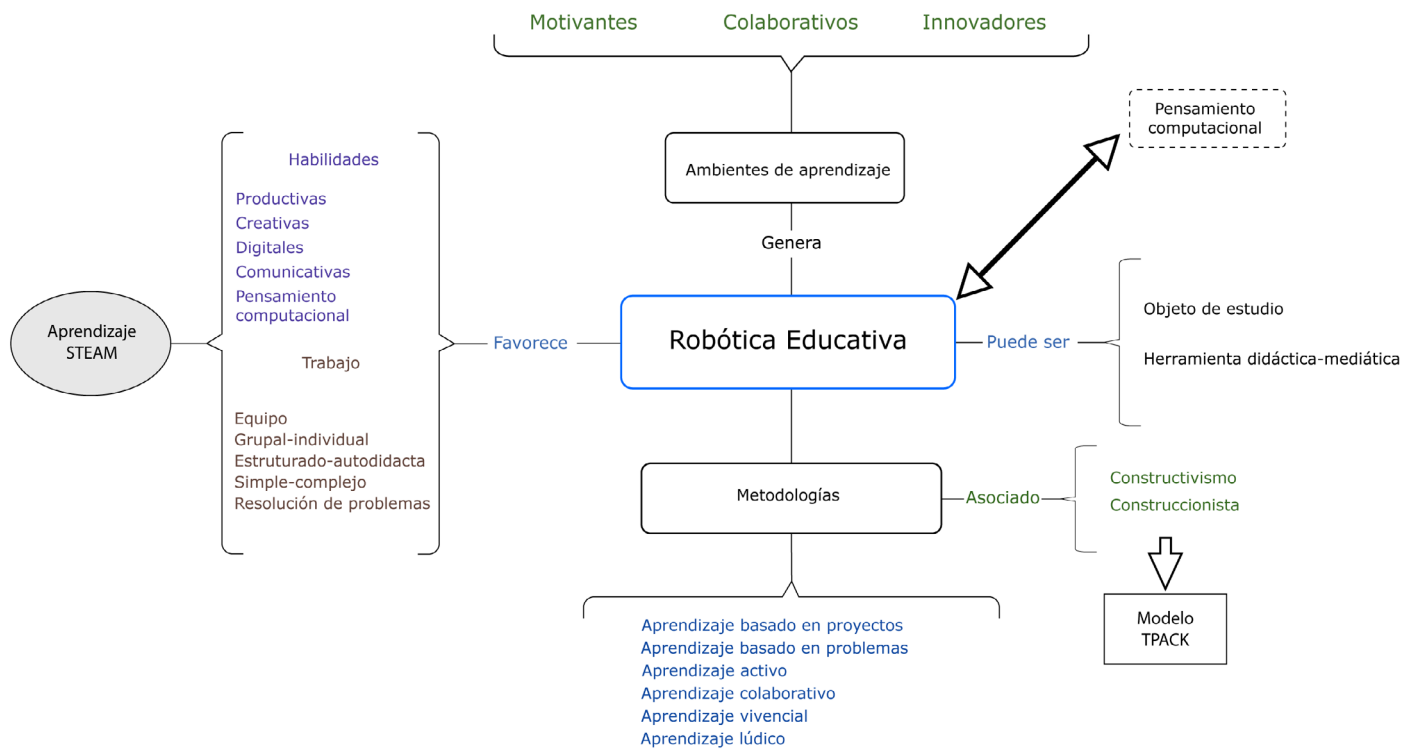 Motivantes Colaborativos Innovadores
Pensamiento
computacional
Ambientes de aprendizaje
Genera
Habilidades
Productivas
Creativas
Digitales
Comunicativas
Pensamiento
computacional
Trabajo
Equipo
Grupal-individual
Estruturado-autodidacta
Simple-complejo
Resolución de problemas
Aprendizaje
STEAM
Favorece
Robótica Educativa
Puede ser
Objeto de estudio
Herramienta didáctica-mediática
Metodologías
Asociado
Constructivismo
Construccionista
Modelo
TPACK
Aprendizaje basado en proyectos
Aprendizaje basado en problemas
Aprendizaje activo
Aprendizaje colaborativo
Aprendizaje vivencial
Aprendizaje lúdico